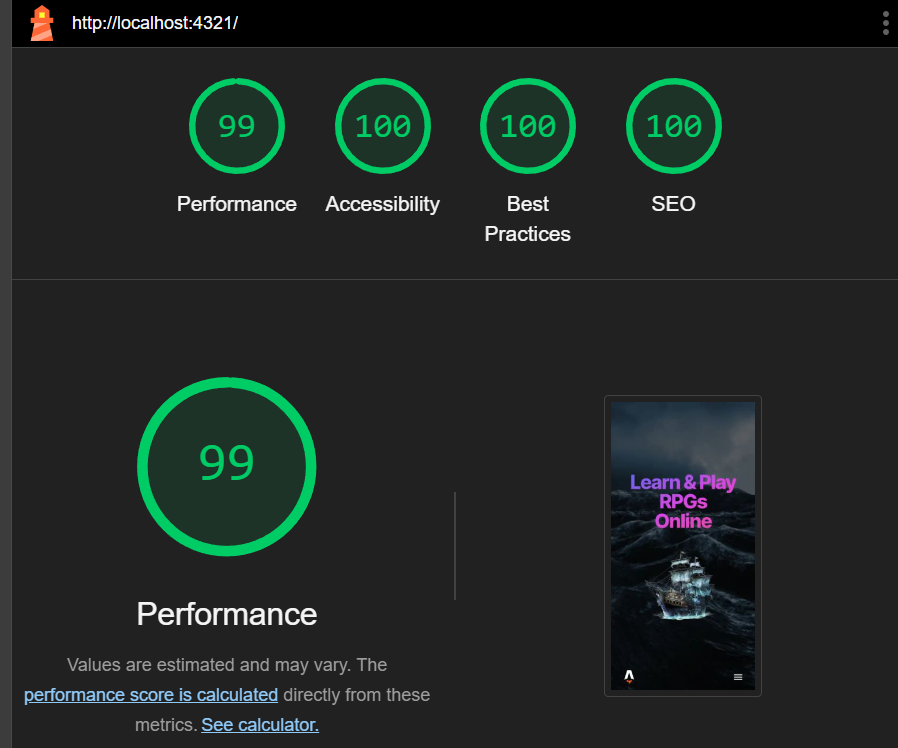 http://localhost:4321/
99
100
100
100
Performance
Accessibility
Best
Practices
SEO
99
Performance
Values are estimated and may vary. The
performance score is calculated directly from these
metrics. See calculator.
Learn & Play
RPGs
Online